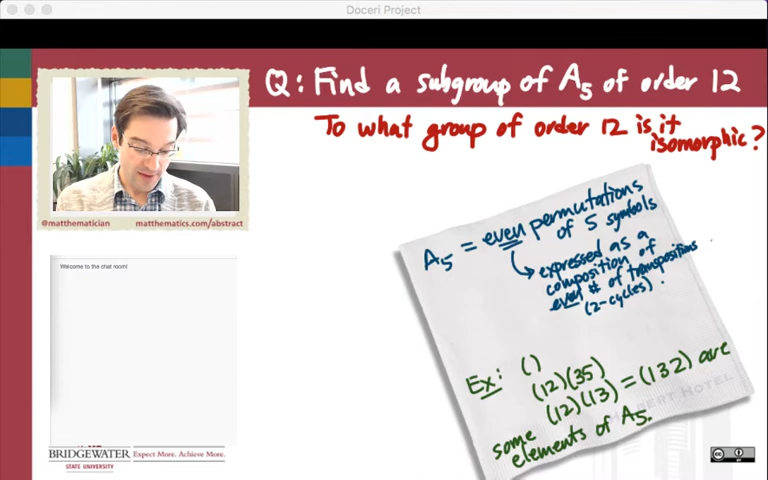 Doceri Project
Q: Find a subgroup of A5 of order 12
To what group of order 12 is it
isomorphic?
@matthematician matthematics.com/abstract
Welcome to the chat room!
A5 = even permutations
of 5 symbols
expressed as a
composition of
even # of transpositions
(2-cycles).
Ex: ()
(12)(35)
(12)(13) = (132) are
some
elements of A5.
BRIDGEWATER
STATE UNIVERSITY
Expect More. Achieve More.
HOTEL
cc BY